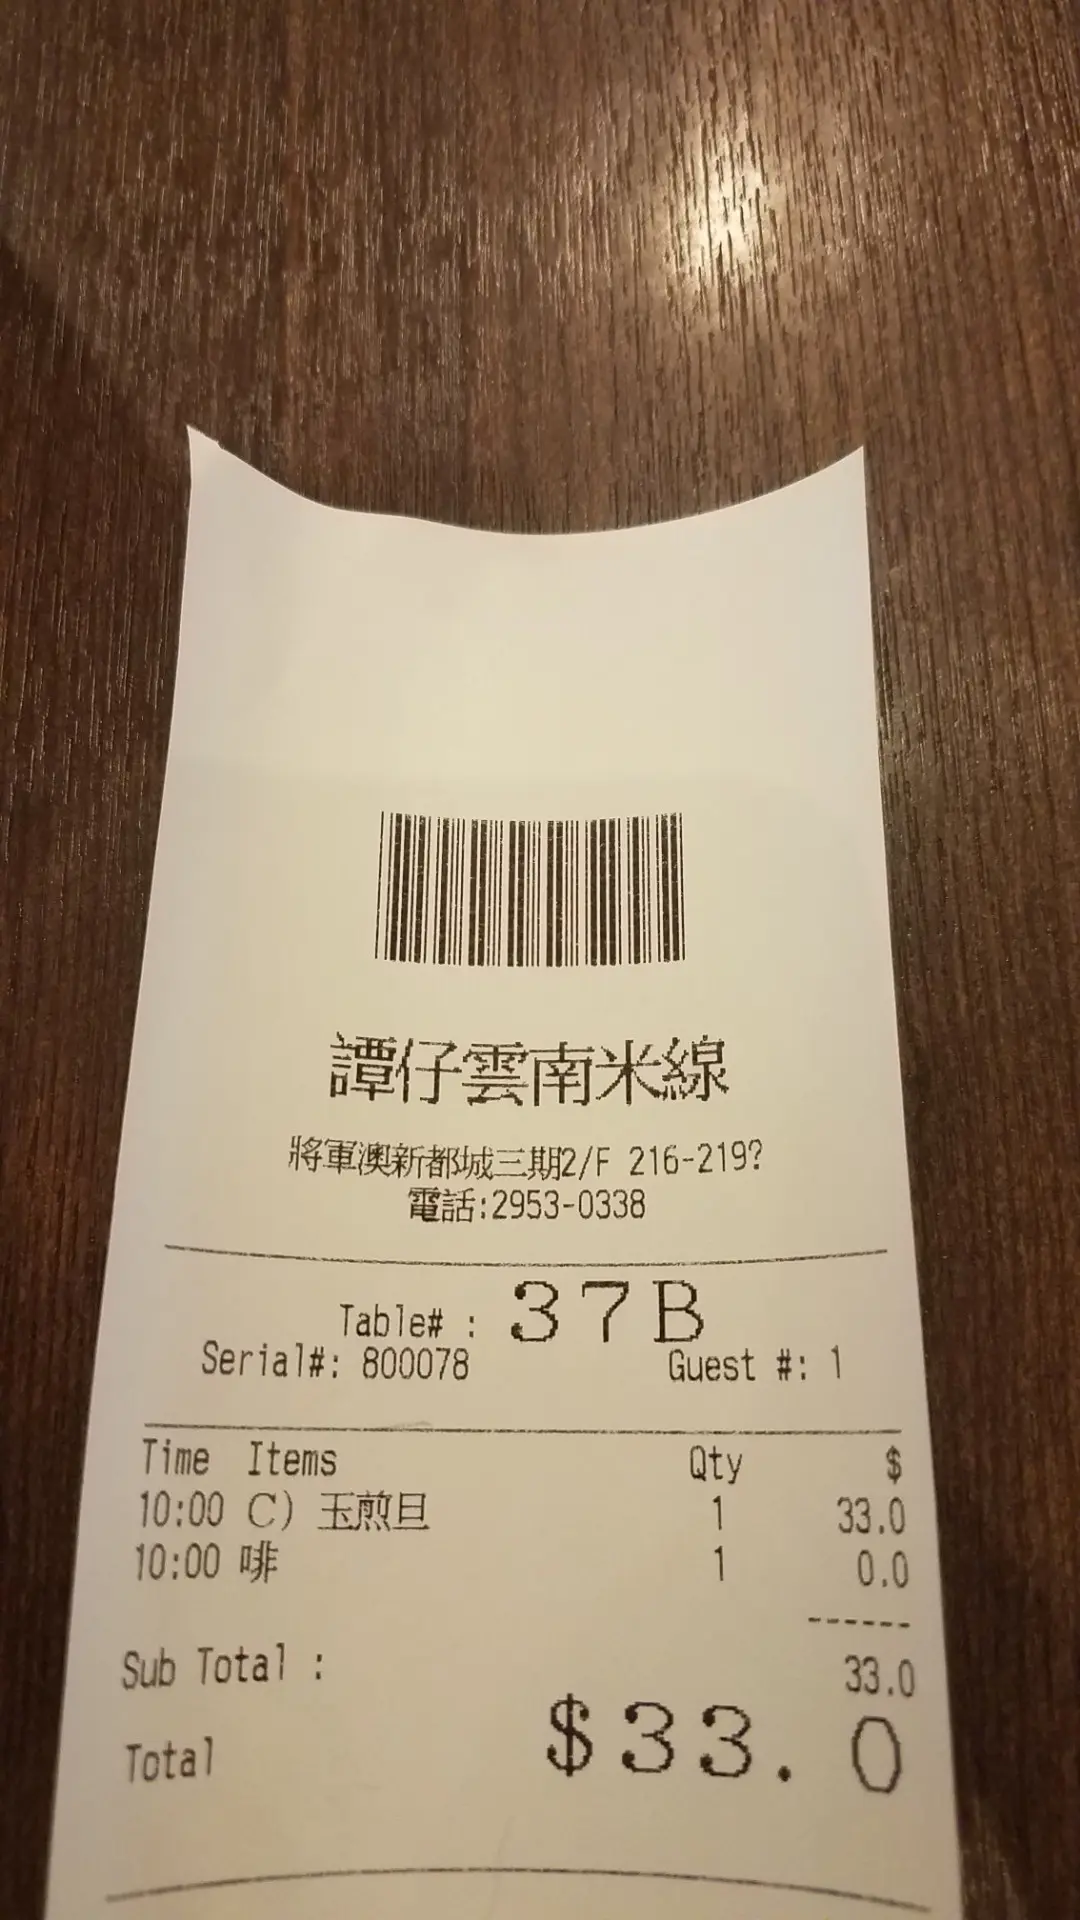 譚仔雲南米線
將軍澳新都城三期2/F 216-219?
電話:2953-0338
Table# : 37B
Serial#: 800078 Guest #: 1
Time Items Qty $
10:00 C) 玉煎旦 1 33.0
10:00 啡 1 0.0
------
Sub Total : 33.0
Total $33.0